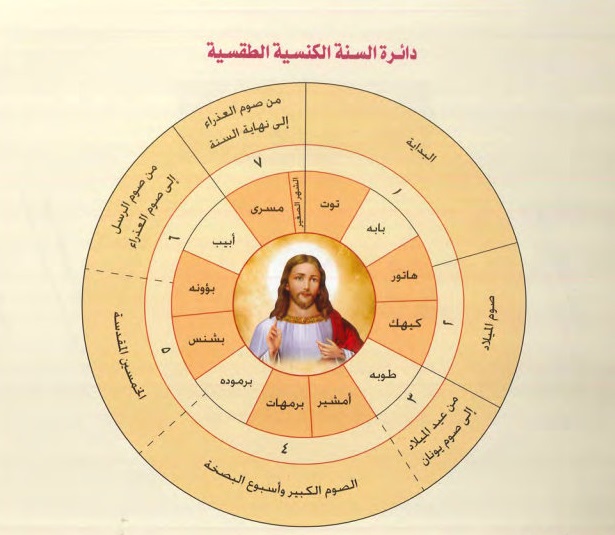 دائرة السنة الكنسية الطقسية
البداية
١
صوم الميلاد
٢
من عيد الميلاد
إلى صوم يونان
٣
الصوم الكبير وأسبوع البصخة
٤
الخمسين المقدسة
٥
من صوم الرسل
إلى صوم العذراء
٦
من صوم العذراء
إلى نهاية السنة
٧
توت
بابه
هاتور
كيهك
طوبه
أمشير
برمهات
برموده
بشنس
بؤونه
أبيب
مسرى
الشهر الصغير